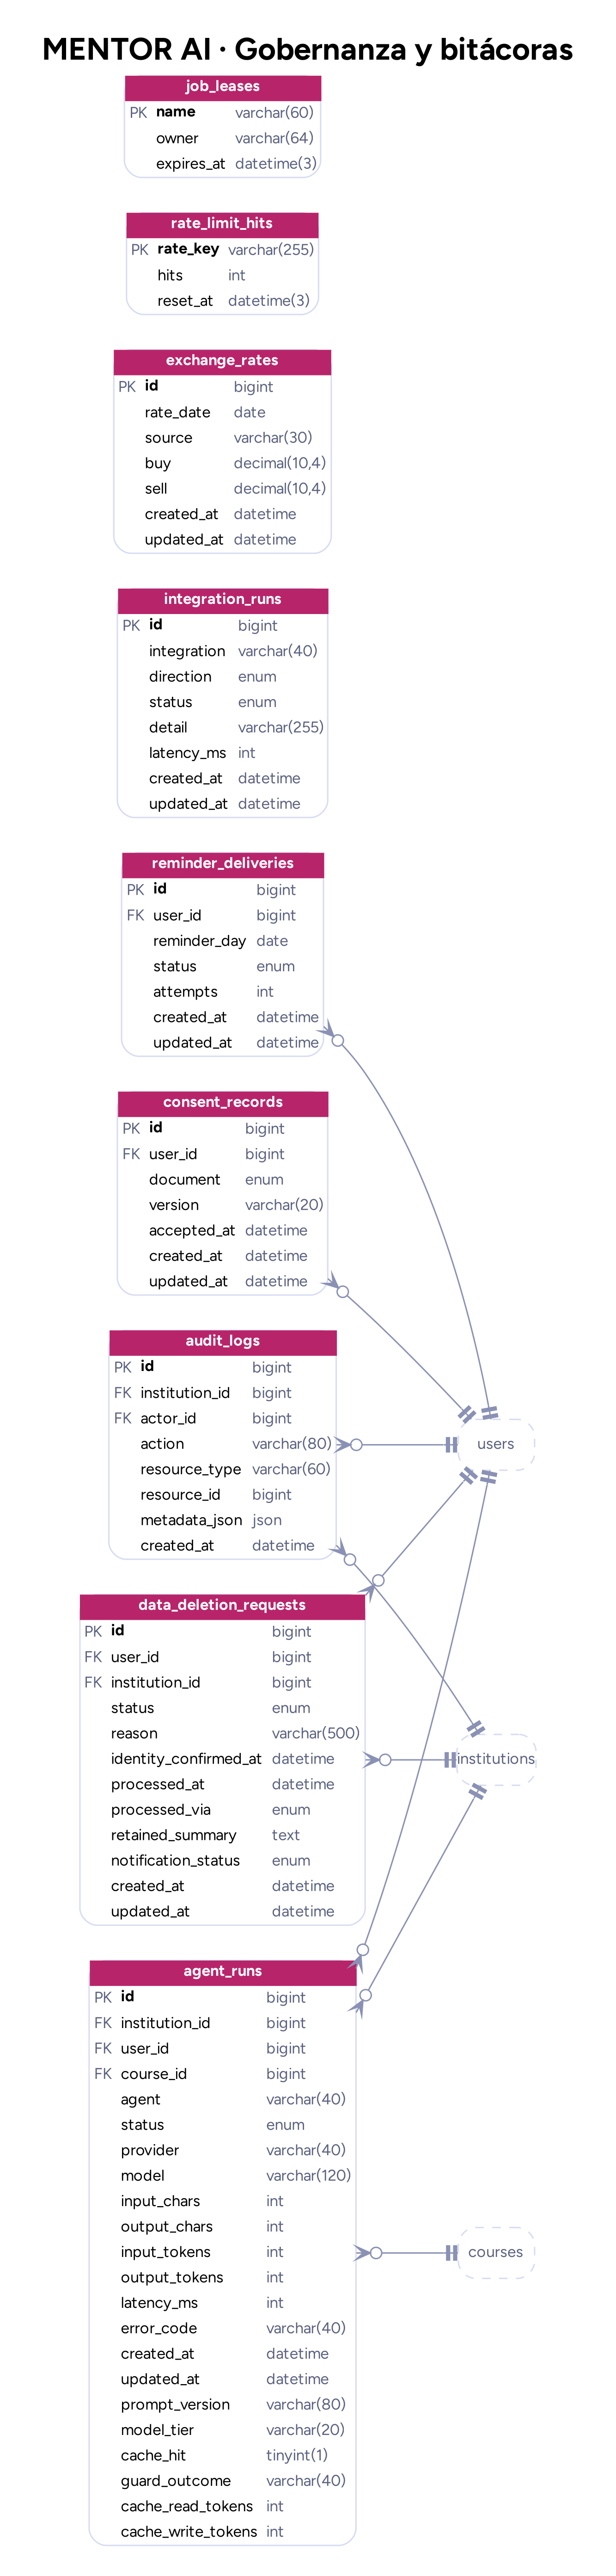 MENTOR AI · Gobernanza y bitácoras
job_leases
PK name varchar(60)
owner varchar(64)
expires_at datetime(3)
rate_limit_hits
PK rate_key varchar(255)
hits int
reset_at datetime(3)
exchange_rates
PK id bigint
rate_date date
source varchar(30)
buy decimal(10,4)
sell decimal(10,4)
created_at datetime
updated_at datetime
integration_runs
PK id bigint
integration varchar(40)
direction enum
status enum
detail varchar(255)
latency_ms int
created_at datetime
updated_at datetime
reminder_deliveries
PK id bigint
FK user_id bigint
reminder_day date
status enum
attempts int
created_at datetime
updated_at datetime
consent_records
PK id bigint
FK user_id bigint
document enum
version varchar(20)
accepted_at datetime
created_at datetime
updated_at datetime
audit_logs
PK id bigint
FK institution_id bigint
FK actor_id bigint
action varchar(80)
resource_type varchar(60)
resource_id bigint
metadata_json json
created_at datetime
users
data_deletion_requests
PK id bigint
FK user_id bigint
FK institution_id bigint
status enum
reason varchar(500)
identity_confirmed_at datetime
processed_at datetime
processed_via enum
retained_summary text
notification_status enum
created_at datetime
updated_at datetime
institutions
agent_runs
PK id bigint
FK institution_id bigint
FK user_id bigint
FK course_id bigint
agent varchar(40)
status enum
provider varchar(40)
model varchar(120)
input_chars int
output_chars int
input_tokens int
output_tokens int
latency_ms int
error_code varchar(40)
created_at datetime
updated_at datetime
prompt_version varchar(80)
model_tier varchar(20)
cache_hit tinyint(1)
guard_outcome varchar(40)
cache_read_tokens int
cache_write_tokens int
courses